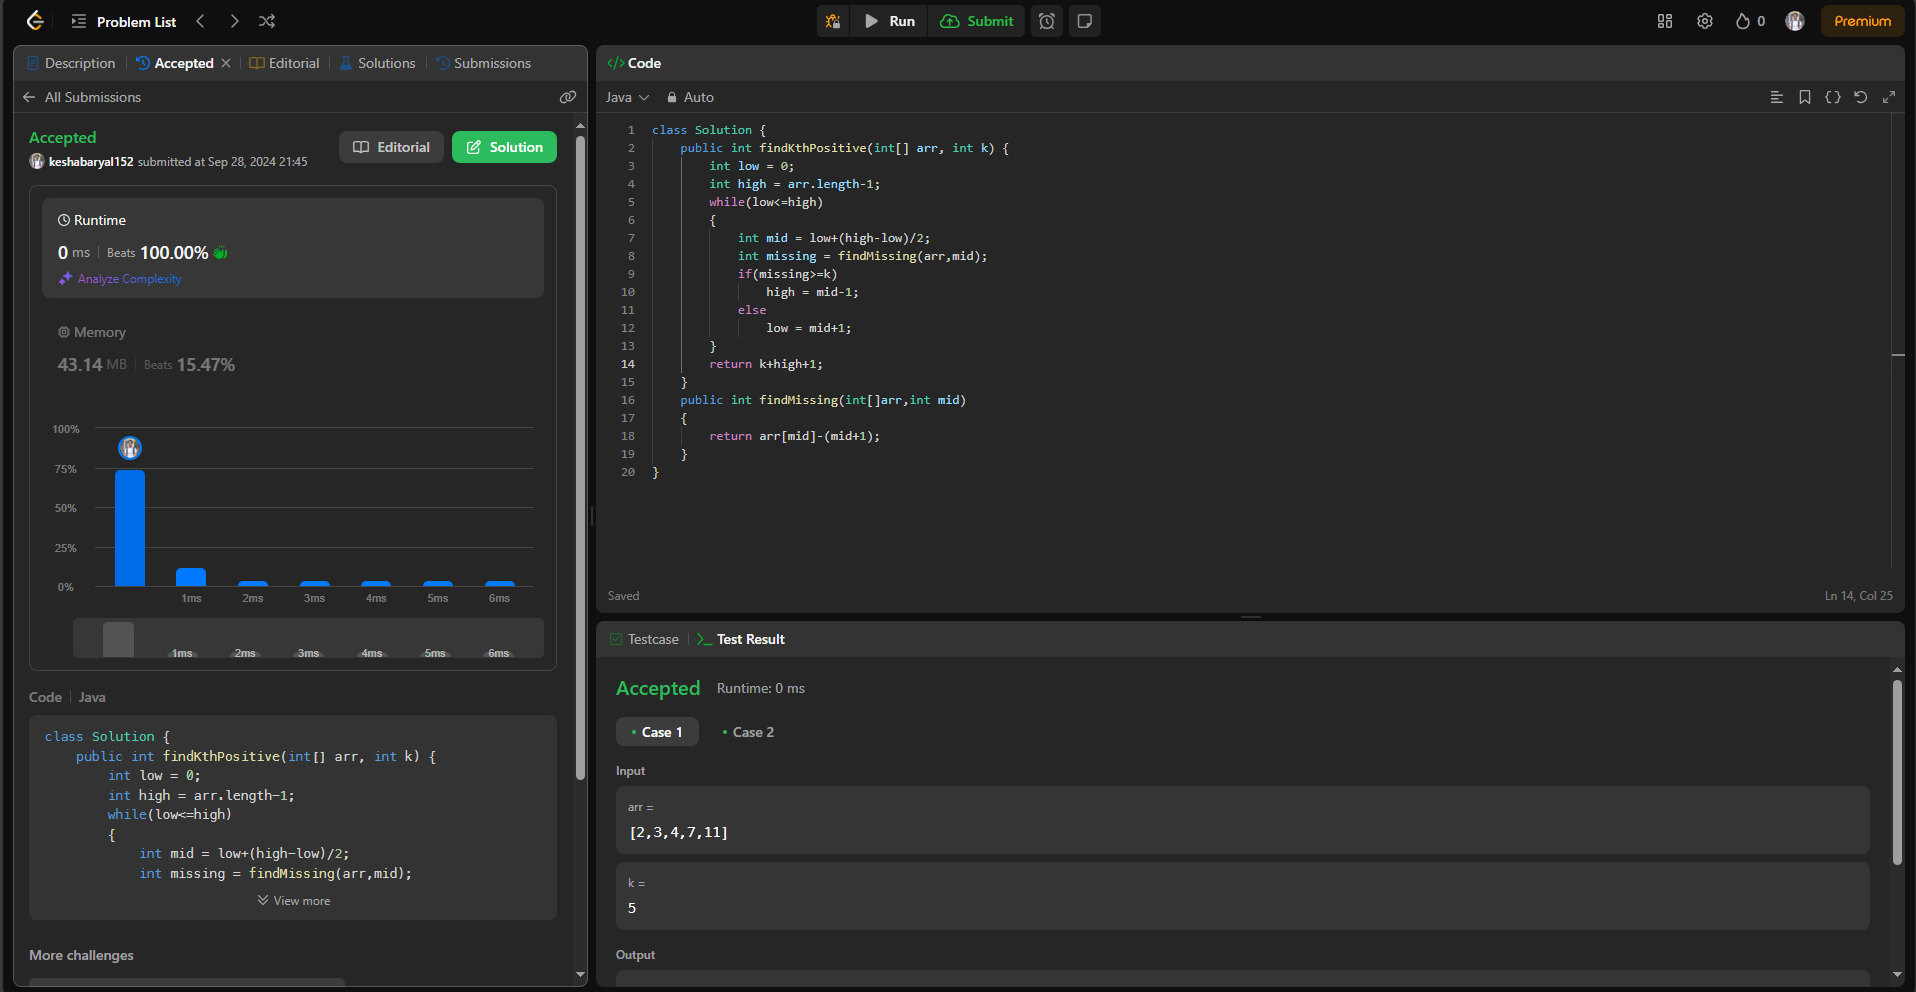 Problem List
Run
Submit
0
Premium
Description
Accepted
Editorial
Solutions
Submissions
All Submissions
Accepted
keshabaryal152 submitted at Sep 28, 2024 21:45
Editorial
Solution
Runtime
0 ms
Beats 100.00%
Analyze Complexity
Memory
43.14 MB
Beats 15.47%
100%
75%
50%
25%
0%
1ms 2ms 3ms 4ms 5ms 6ms
1ms 2ms 3ms 4ms 5ms 6ms
Code
Java
class Solution {
    public int findKthPositive(int[] arr, int k) {
        int low = 0;
        int high = arr.length-1;
        while(low<=high)
        {
            int mid = low+(high-low)/2;
            int missing = findMissing(arr,mid);
View more
More challenges
Code
Java
Auto
1 class Solution {
2     public int findKthPositive(int[] arr, int k) {
3         int low = 0;
4         int high = arr.length-1;
5         while(low<=high)
6         {
7             int mid = low+(high-low)/2;
8             int missing = findMissing(arr,mid);
9             if(missing>=k)
10                 high = mid-1;
11             else
12                 low = mid+1;
13         }
14         return k+high+1;
15     }
16     public int findMissing(int[]arr,int mid)
17     {
18         return arr[mid]-(mid+1);
19     }
20 }
Saved
Ln 14, Col 25
Testcase
Test Result
Accepted
Runtime: 0 ms
Case 1
Case 2
Input
arr =
[2,3,4,7,11]
k =
5
Output